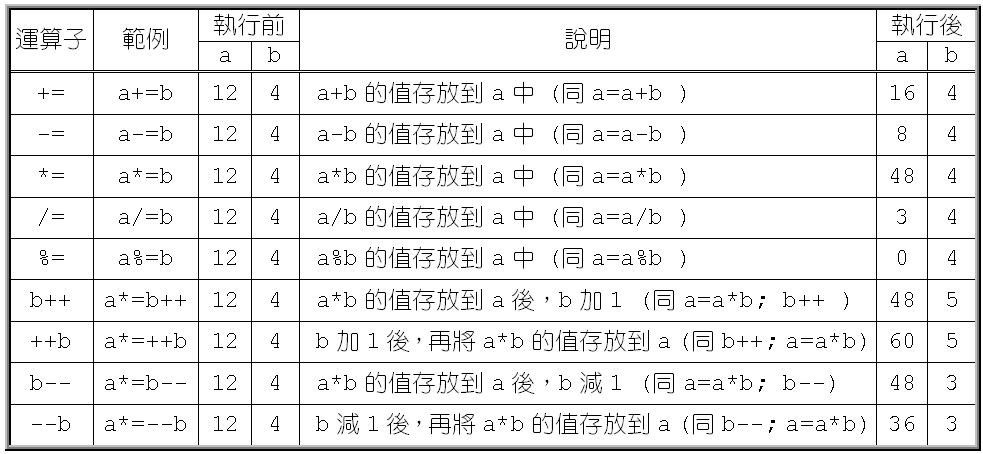 運算子 範例 執行前 說明 執行後
a b a b
+= a+=b 12 4 a+b 的值存放到 a 中 (同 a=a+b ) 16 4
-= a-=b 12 4 a-b 的值存放到 a 中 (同 a=a-b ) 8 4
*= a*=b 12 4 a*b 的值存放到 a 中 (同 a=a*b ) 48 4
/= a/=b 12 4 a/b 的值存放到 a 中 (同 a=a/b ) 3 4
%= a%=b 12 4 a%b 的值存放到 a 中 (同 a=a%b ) 0 4
b++ a*=b++ 12 4 a*b 的值存放到 a 後，b 加 1 (同 a=a*b; b++ ) 48 5
++b a*=++b 12 4 b 加 1 後，再將 a*b 的值存放到 a (同 b++; a=a*b) 60 5
b-- a*=b-- 12 4 a*b 的值存放到 a 後，b 減 1 (同 a=a*b; b--) 48 3
--b a*=--b 12 4 b 減 1 後，再將 a*b 的值存放到 a (同 b--; a=a*b) 36 3